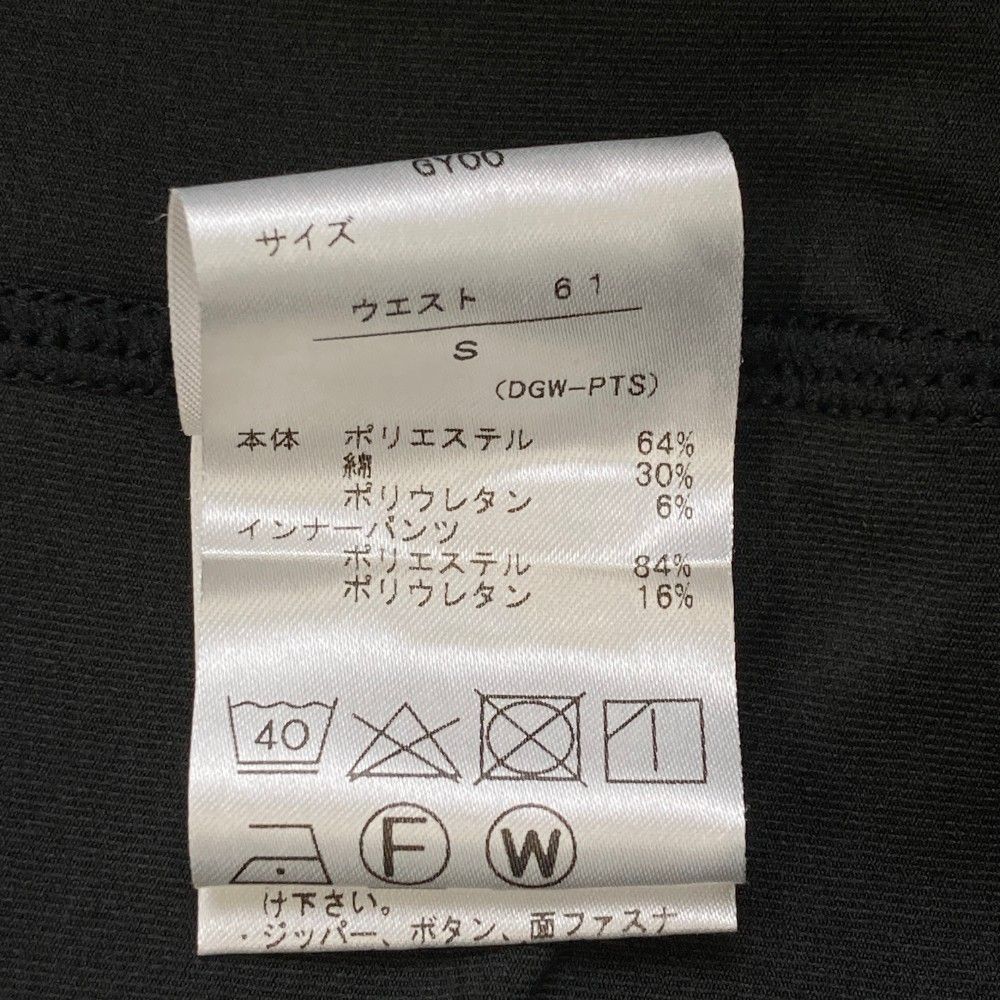 GYOO
サイズ
ウエスト 61
S
(DGW-PTS)
本体 ポリエステル 64%
綿 30%
ポリウレタン 6%
インナーパンツ
ポリエステル 84%
ポリウレタン 16%
40
F W
け下さい。
・ジッパー、ボタン、面ファスナ